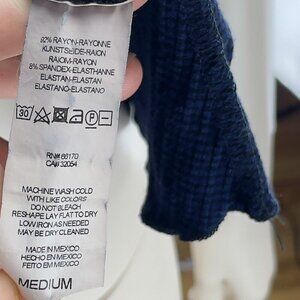 92% RAYON-RAYONNE
KUNSTSEIDE-RAION
RAIOM-RAYON
8% SPANDEX-ELASTHANNE
ELASTAN-ELASTAN
ELASTANO-ELASTANO
30
a
P
RN# 66170
CA# 32054
MACHINE WASH COLD
WITH LIKE COLORS
DO NOT BLEACH
RESHAPE LAY FLAT TO DRY
LOW IRON AS NEEDED
MAY BE DRY CLEANED
MADE IN MEXICO
HECHO EN MEXICO
FEITO EM MEXICO
MEDIUM